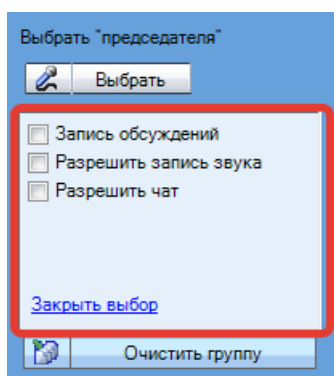 Выбрать "председателя"
Выбрать
Запись обсуждений
Разрешить запись звука
Разрешить чат
Закрыть выбор
Очистить группу